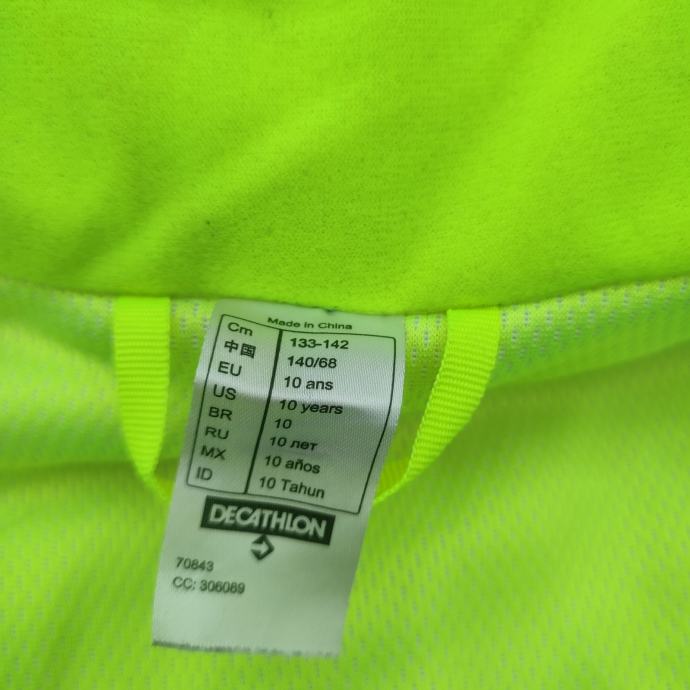 Made in China
Cm 133-142
中国 140/68
EU 10 ans
US 10 years
BR 10
RU 10 лет
MX 10 años
ID 10 Tahun
DECATHLON
70843
CC: 306089